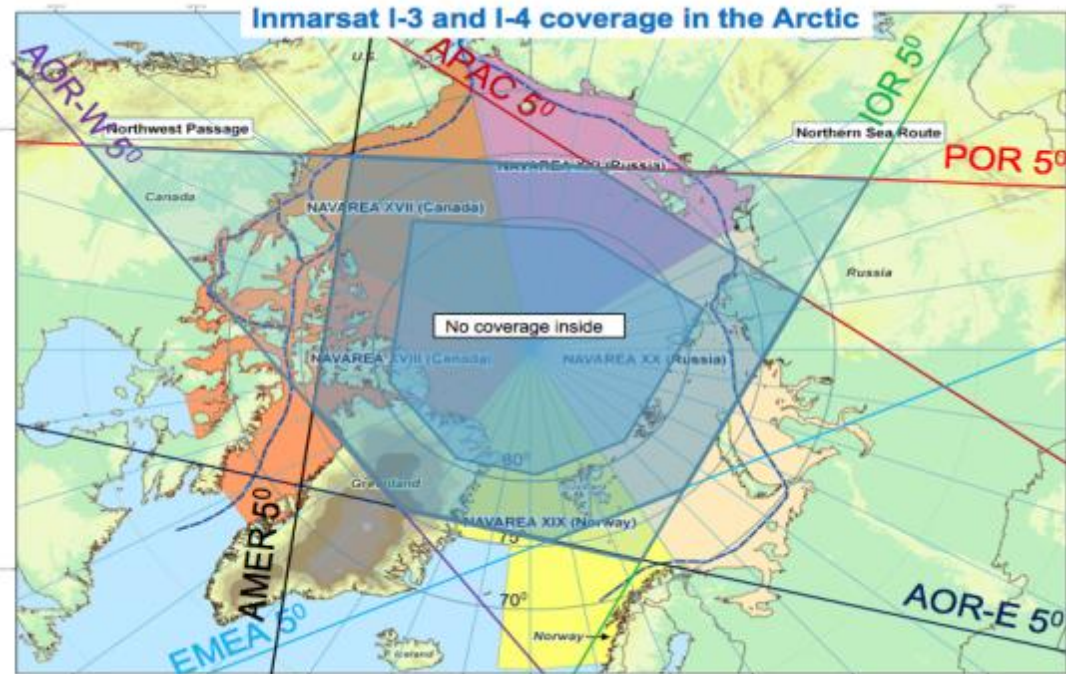 Inmarsat I-3 and I-4 coverage in the Arctic
U.S.
AOR-W 5⁰
APAC 5⁰
IOR 5⁰
Northwest Passage
Northern Sea Route
POR 5⁰
(Russia)
Canada
NAVAREA XVII (Canada)
Russia
No coverage inside
NAVAREA XVIII (Canada)
NAVAREA XX (Russia)
80⁰
Greenland
NAVAREA XIX (Norway)
75⁰
AMER 5⁰
70⁰
AOR-E 5⁰
EMEA 5⁰
Norway
Iceland